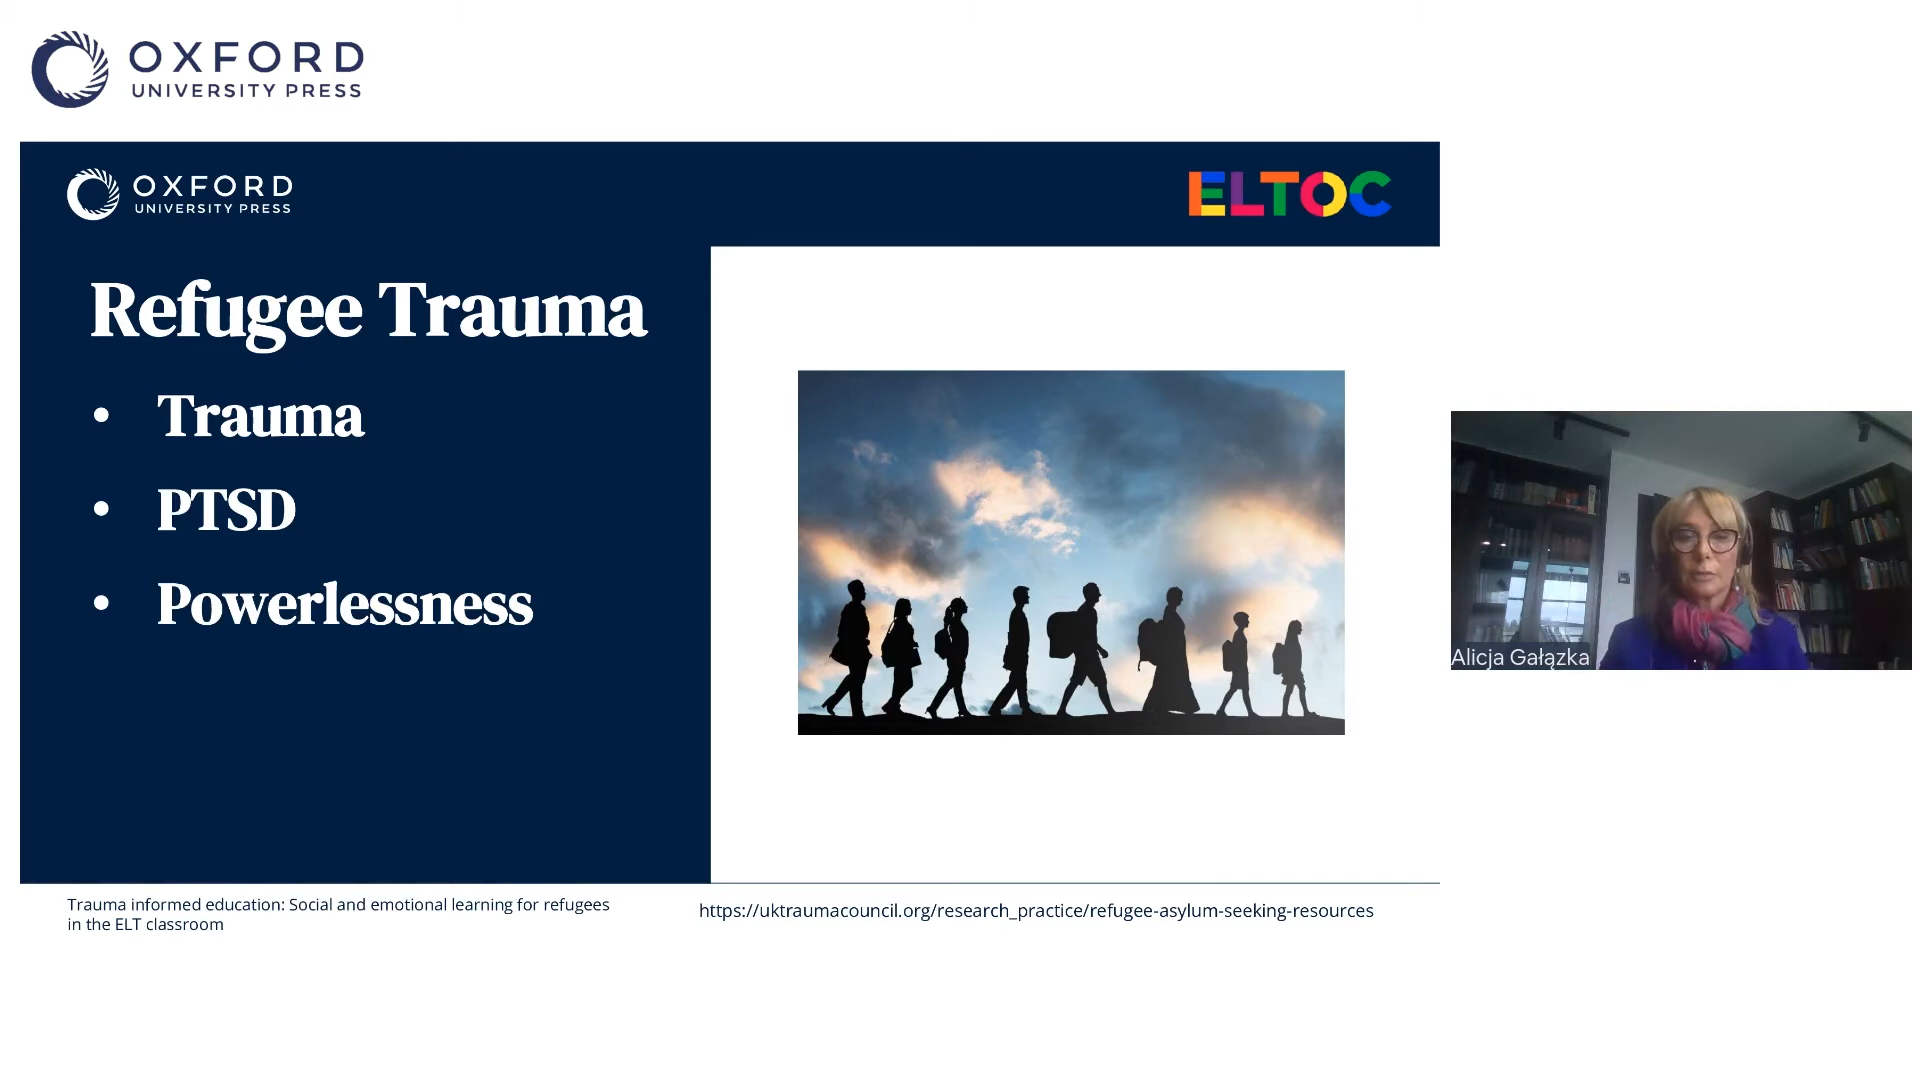 OXFORD
UNIVERSITY PRESS
OXFORD
UNIVERSITY PRESS
ELTOC
Refugee Trauma
• Trauma
• PTSD
• Powerlessness
Alicja Gałązka
Trauma informed education: Social and emotional learning for refugees
in the ELT classroom
https://uktraumacouncil.org/research_practice/refugee-asylum-seeking-resources